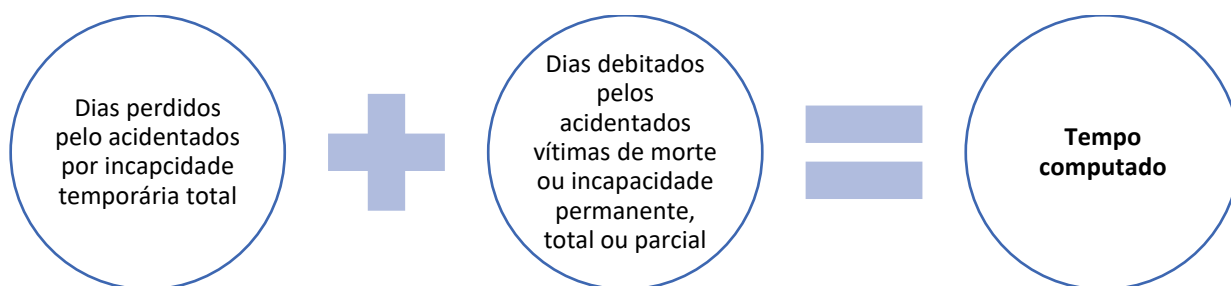 Dias perdidos
pelo acidentados
por incapcidade
temporária total
Dias debitados
pelos
acidentados
vítimas de morte
ou incapacidade
permanente,
total ou parcial
Tempo
computado